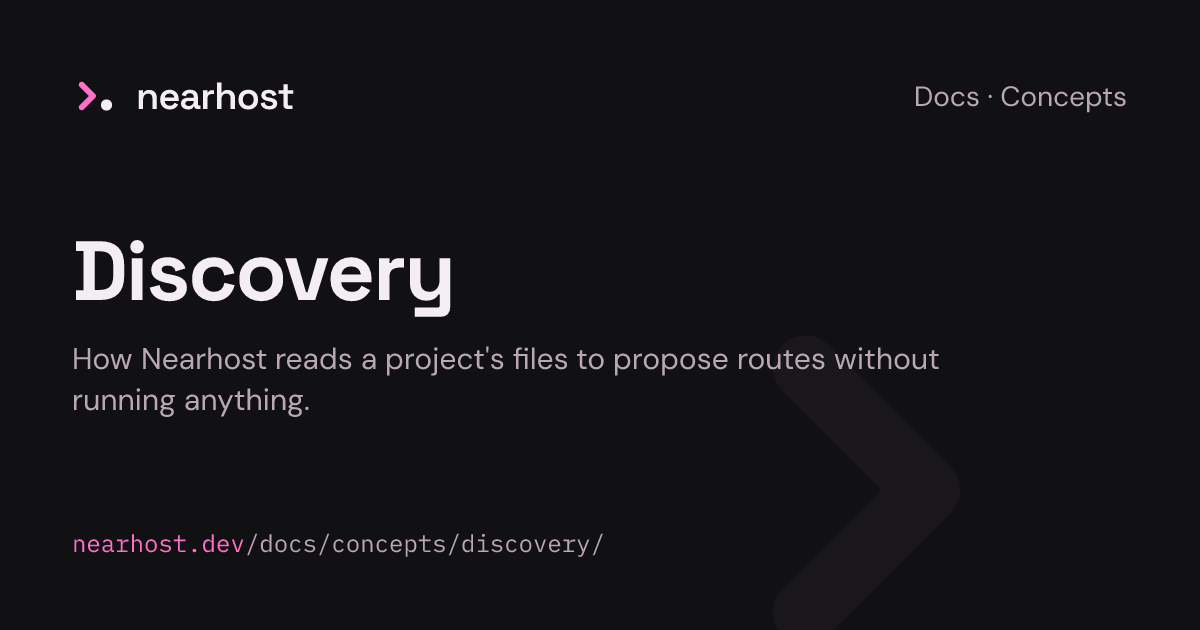 nearhost
Docs · Concepts
Discovery
How Nearhost reads a project's files to propose routes without
running anything.
nearhost.dev/docs/concepts/discovery/